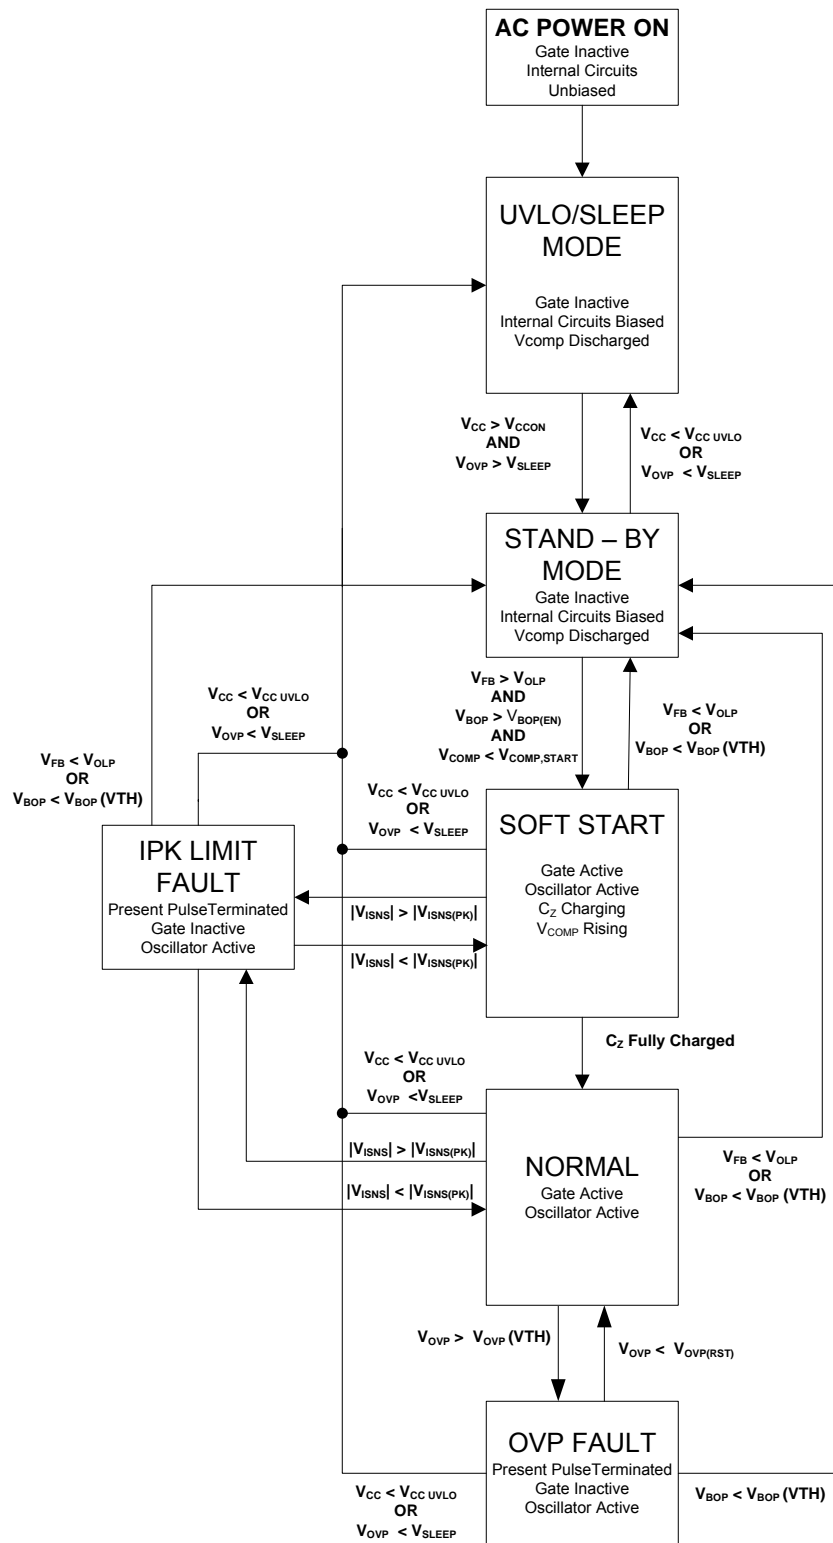 AC POWER ON
Gate Inactive
Internal Circuits
Unbiased
UVLO/SLEEP
MODE
Gate Inactive
Internal Circuits Biased
Vcomp Discharged
VCC > VCCON
AND
VOVP > VSLEEP
VCC < VCC UVLO
OR
VOVP < VSLEEP
STAND – BY
MODE
Gate Inactive
Internal Circuits Biased
Vcomp Discharged
VFB > VOLP
AND
VBOP > VBOP(EN)
AND
VCOMP < VCOMP,START
VFB < VOLP
OR
VBOP < VBOP (VTH)
VCC < VCC UVLO
OR
VOVP < VSLEEP
VFB < VOLP
OR
VBOP < VBOP (VTH)
VCC < VCC UVLO
OR
VOVP < VSLEEP
SOFT START
Gate Active
Oscillator Active
CZ Charging
VCOMP Rising
IPK LIMIT
FAULT
Present PulseTerminated
Gate Inactive
Oscillator Active
|VISNS| > |VISNS(PK)|
|VISNS| < |VISNS(PK)|
CZ Fully Charged
VCC < VCC UVLO
OR
VOVP <VSLEEP
|VISNS| > |VISNS(PK)|
|VISNS| < |VISNS(PK)|
NORMAL
Gate Active
Oscillator Active
VFB < VOLP
OR
VBOP < VBOP (VTH)
VOVP > VOVP (VTH)
VOVP < VOVP(RST)
OVP FAULT
Present PulseTerminated
Gate Inactive
Oscillator Active
VCC < VCC UVLO
OR
VOVP < VSLEEP
VBOP < VBOP (VTH)